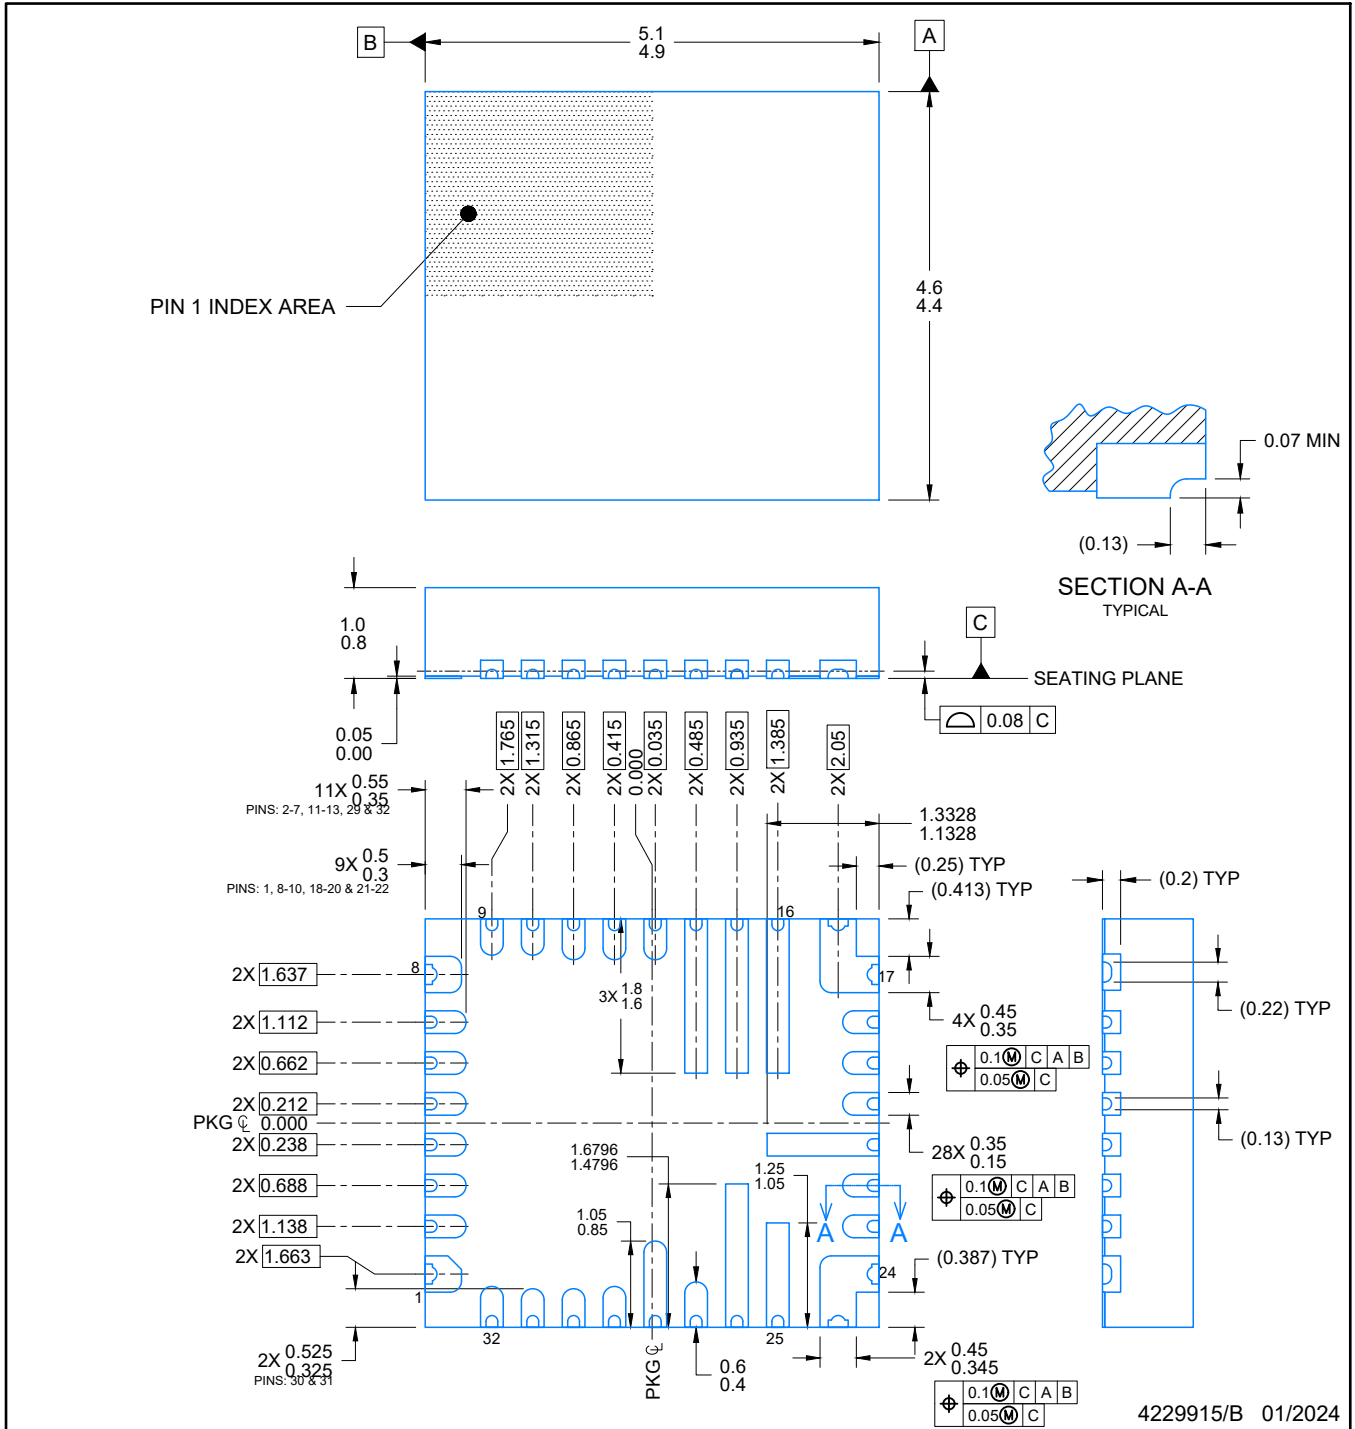 B
5.1
4.9
A
PIN 1 INDEX AREA
4.6
4.4
0.07 MIN
(0.13)
SECTION A-A
TYPICAL
1.0
0.8
C
SEATING PLANE
0.08 C
0.05
0.00
2X 1.765
2X 1.315
2X 0.865
2X 0.415
0.000
2X 0.035
2X 0.485
2X 0.935
2X 1.385
2X 2.05
11X 0.55
0.35
PINS: 2-7, 11-13, 29 & 32
1.3328
1.1328
9X 0.5
0.3
PINS: 1, 8-10, 18-20 & 21-22
(0.25) TYP
(0.413) TYP
(0.2) TYP
9
16
8
17
2X 1.637
3X 1.8
1.6
2X 1.112
4X 0.45
0.35
(0.22) TYP
0.1 Ⓜ C A B
0.05 Ⓜ C
2X 0.662
2X 0.212
PKG ℄ 0.000
2X 0.238
28X 0.35
0.15
(0.13) TYP
1.6796
1.4796
1.25
1.05
0.1 Ⓜ C A B
0.05 Ⓜ C
2X 0.688
2X 1.138
1.05
0.85
A A
2X 1.663
(0.387) TYP
1
24
32
25
2X 0.525
0.325
PINS: 30 & 31
PKG ℄
0.6
0.4
2X 0.45
0.345
0.1 Ⓜ C A B
0.05 Ⓜ C
4229915/B 01/2024